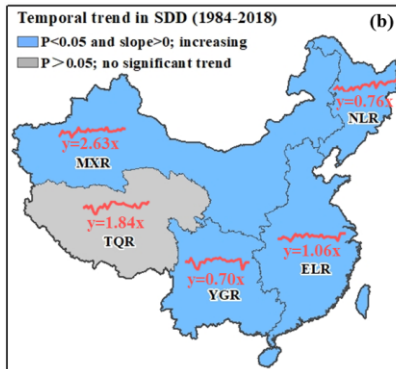 Temporal trend in SDD (1984-2018) (b)
P<0.05 and slope>0; increasing
P>0.05; no significant trend
y=0.76x
NLR
y=2.63x
MXR
y=1.84x
TQR
y=1.06x
ELR
y=0.70x
YGR